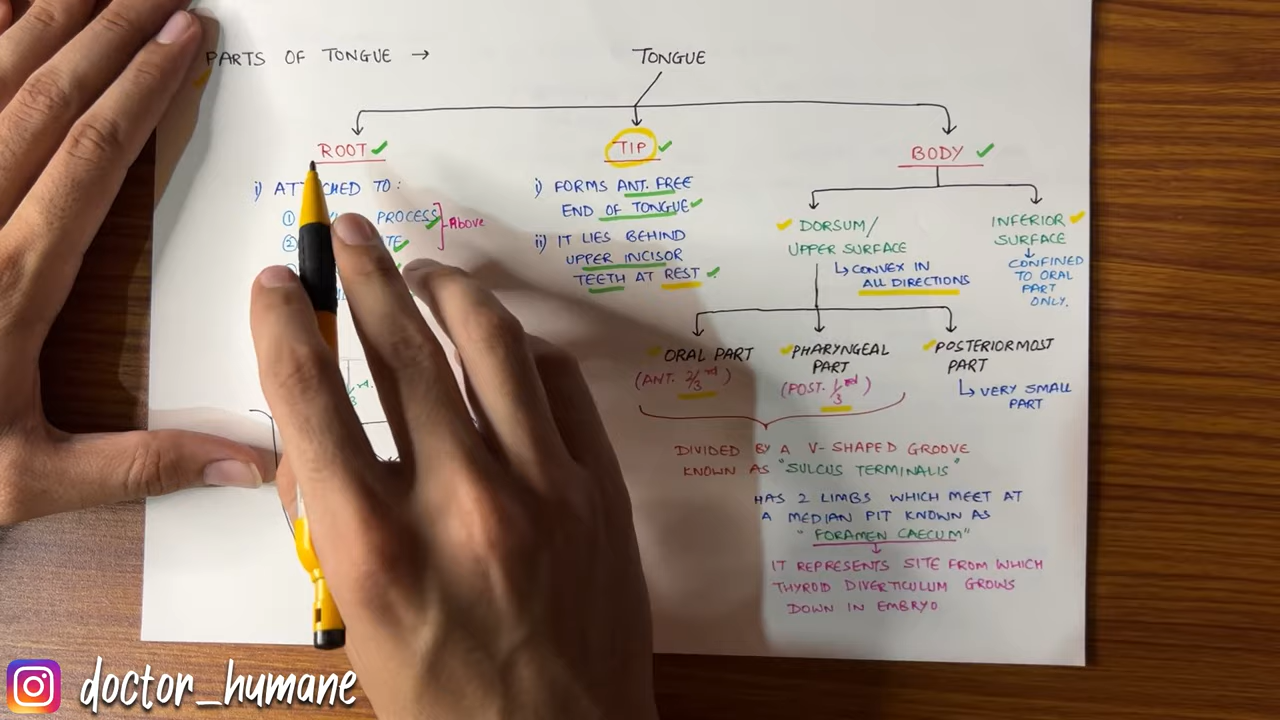 PARTS OF TONGUE →
TONGUE
ROOT
i) ATTACHED TO:
① PROCESS
② Above
TIP
i) FORMS ANT. FREE
END OF TONGUE
ii) IT LIES BEHIND
UPPER INCISOR
TEETH AT REST
BODY
DORSUM/
UPPER SURFACE
CONVEX IN
ALL DIRECTIONS
INFERIOR
SURFACE
CONFINED
TO ORAL
PART
ONLY.
ORAL PART
(ANT. 2/3rd)
PHARYNGEAL
PART
(POST. 1/3rd)
POSTERIORMOST
PART
VERY SMALL
PART
DIVIDED BY A V-SHAPED GROOVE
KNOWN AS "SULCUS TERMINALIS"
HAS 2 LIMBS WHICH MEET AT
A MEDIAN PIT KNOWN AS
"FORAMEN CAECUM"
IT REPRESENTS SITE FROM WHICH
THYROID DIVERTICULUM GROWS
DOWN IN EMBRYO
doctor_humane